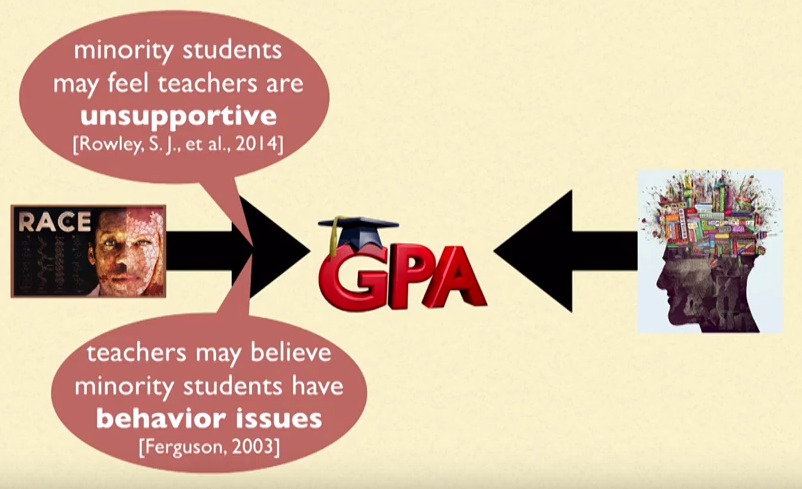 minority students
may feel teachers are
unsupportive
[Rowley, S. J., et al., 2014]
RACE
GPA
teachers may believe
minority students have
behavior issues
[Ferguson, 2003]